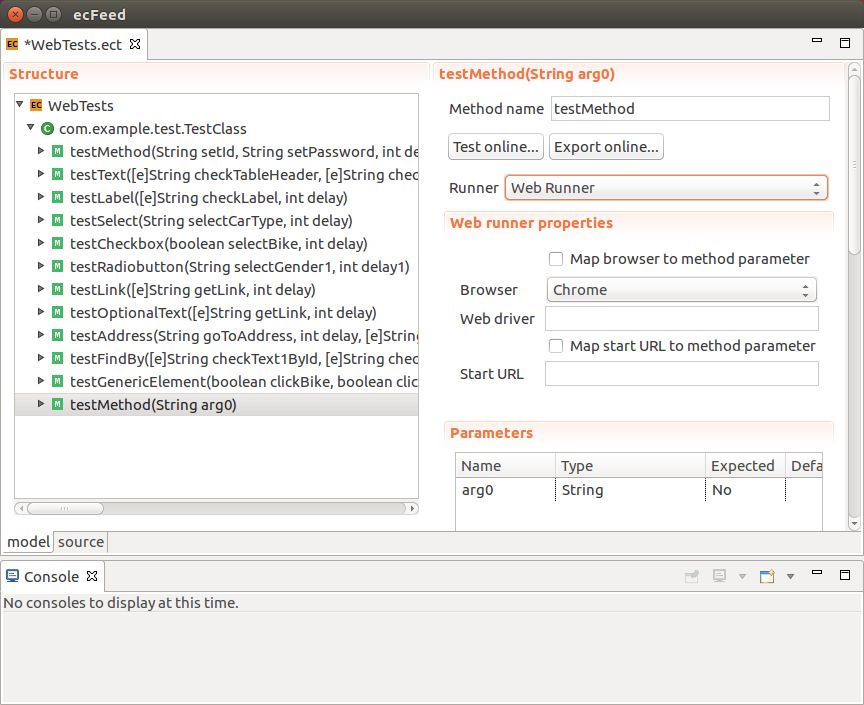 ecFeed
EC *WebTests.ect
Structure
EC WebTests
C com.example.test.TestClass
M testMethod(String setId, String setPassword, int de
M testText([e]String checkTableHeader, [e]String chec
M testLabel([e]String checkLabel, int delay)
M testSelect(String selectCarType, int delay)
M testCheckbox(boolean selectBike, int delay)
M testRadiobutton(String selectGender1, int delay1)
M testLink([e]String getLink, int delay)
M testOptionalText([e]String getLink, int delay)
M testAddress(String goToAddress, int delay, [e]String
M testFindBy([e]String checkText1ById, [e]String chec
M testGenericElement(boolean clickBike, boolean clic
M testMethod(String arg0)
model source
testMethod(String arg0)
Method name testMethod
Test online... Export online...
Runner Web Runner
Web runner properties
Map browser to method parameter
Browser Chrome
Web driver
Map start URL to method parameter
Start URL
Parameters
Name Type Expected Defa
arg0 String No
Console
No consoles to display at this time.